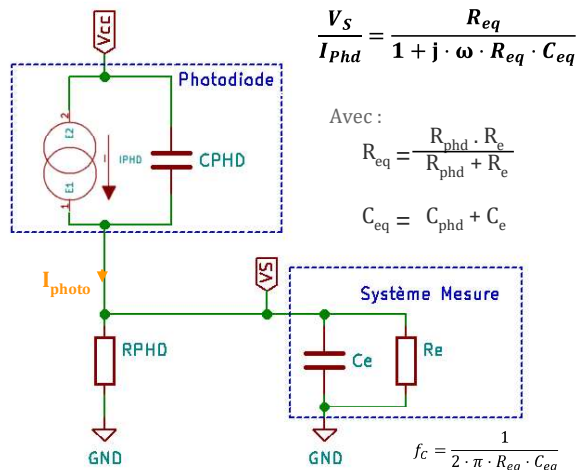 Vcc
V_S / I_Phd = R_eq / (1 + j · ω · R_eq · C_eq)
Photodiode
2
E2
I
IPHD
CPHD
E1
1
Avec :
R_eq = (R_phd . R_e) / (R_phd + R_e)
C_eq = C_phd + C_e
I_photo
VS
Système Mesure
RPHD
Ce
Re
GND
GND
f_C = 1 / (2 · π · R_eq · C_eq)